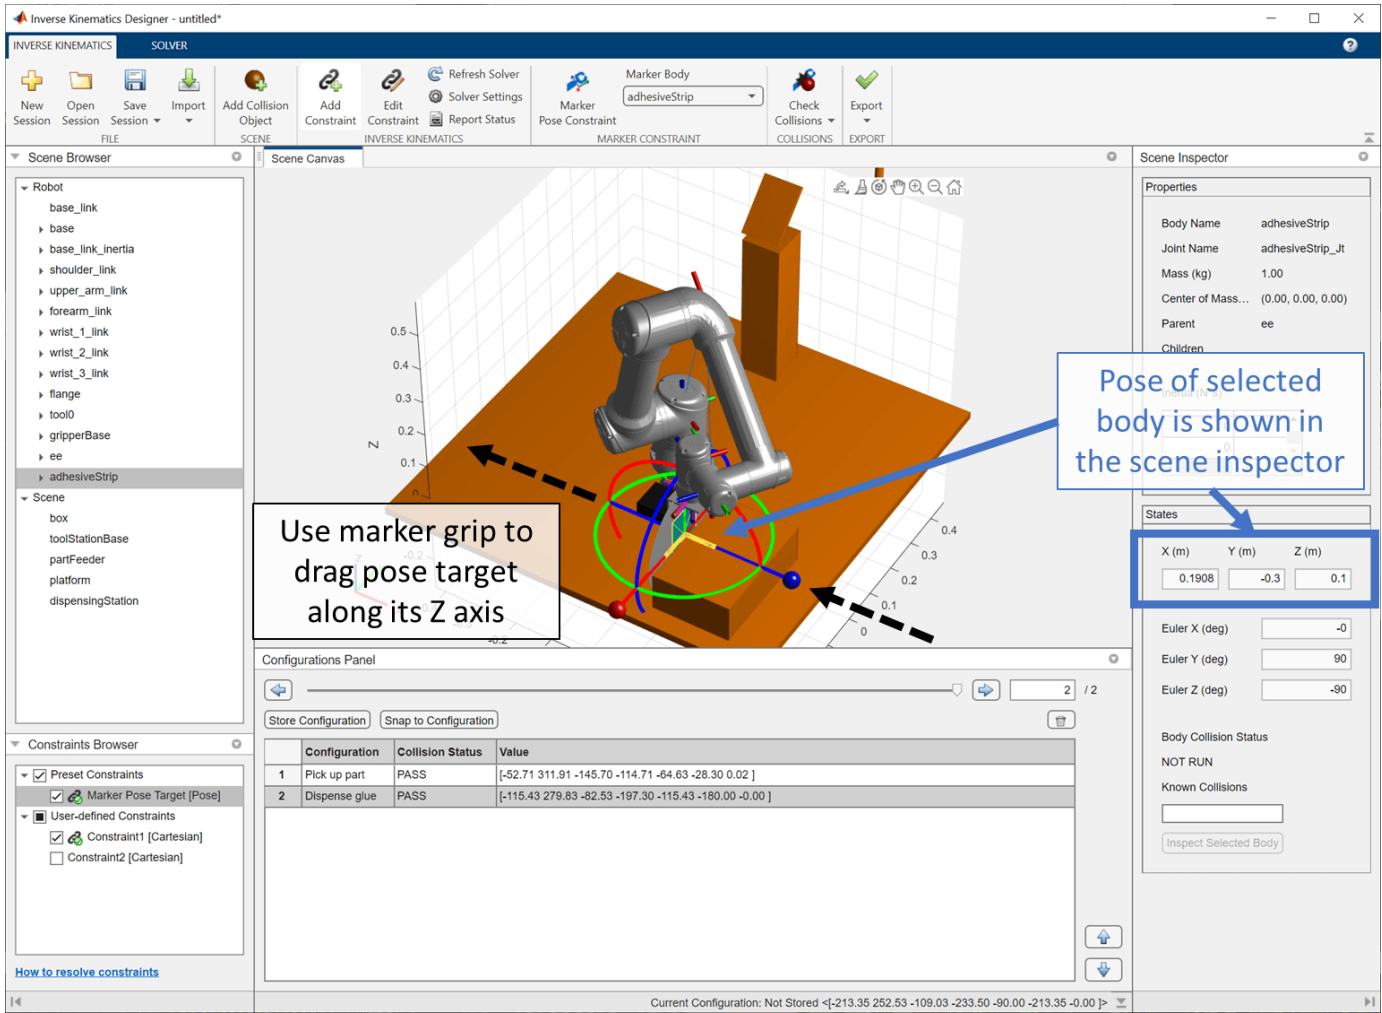 Inverse Kinematics Designer - untitled*
INVERSE KINEMATICS
SOLVER
New Session
Open Session
Save Session
Import
FILE
Add Collision Object
SCENE
Add Constraint
Edit Constraint
Refresh Solver
Solver Settings
Report Status
INVERSE KINEMATICS
Marker Pose Constraint
Marker Body
adhesiveStrip
MARKER CONSTRAINT
Check Collisions
COLLISIONS
Export
EXPORT
Scene Browser
Robot
base_link
base
base_link_inertia
shoulder_link
upper_arm_link
forearm_link
wrist_1_link
wrist_2_link
wrist_3_link
flange
tool0
gripperBase
ee
adhesiveStrip
Scene
box
toolStationBase
partFeeder
platform
dispensingStation
Constraints Browser
Preset Constraints
Marker Pose Target [Pose]
User-defined Constraints
Constraint1 [Cartesian]
Constraint2 [Cartesian]
How to resolve constraints
Scene Canvas
0.5
0.4
0.3
0.2
0.1
0
Z
0.4
0.3
0.2
0.1
0
-0.2
-0.2
Use marker grip to
drag pose target
along its Z axis
Configurations Panel
2 / 2
Store Configuration
Snap to Configuration
Configuration Collision Status Value
1 Pick up part PASS [-52.71 311.91 -145.70 -114.71 -64.63 -28.30 0.02 ]
2 Dispense glue PASS [-115.43 279.83 -82.53 -197.30 -115.43 -180.00 -0.00 ]
Current Configuration: Not Stored <[-213.35 252.53 -109.03 -233.50 -90.00 -213.35 -0.00 ]>
Scene Inspector
Properties
Body Name adhesiveStrip
Joint Name adhesiveStrip_Jt
Mass (kg) 1.00
Center of Mass... (0.00, 0.00, 0.00)
Parent ee
Children
Pose of selected
body is shown in
the scene inspector
States
X (m) Y (m) Z (m)
0.1908 -0.3 0.1
Euler X (deg) -0
Euler Y (deg) 90
Euler Z (deg) -90
Body Collision Status
NOT RUN
Known Collisions
Inspect Selected Body